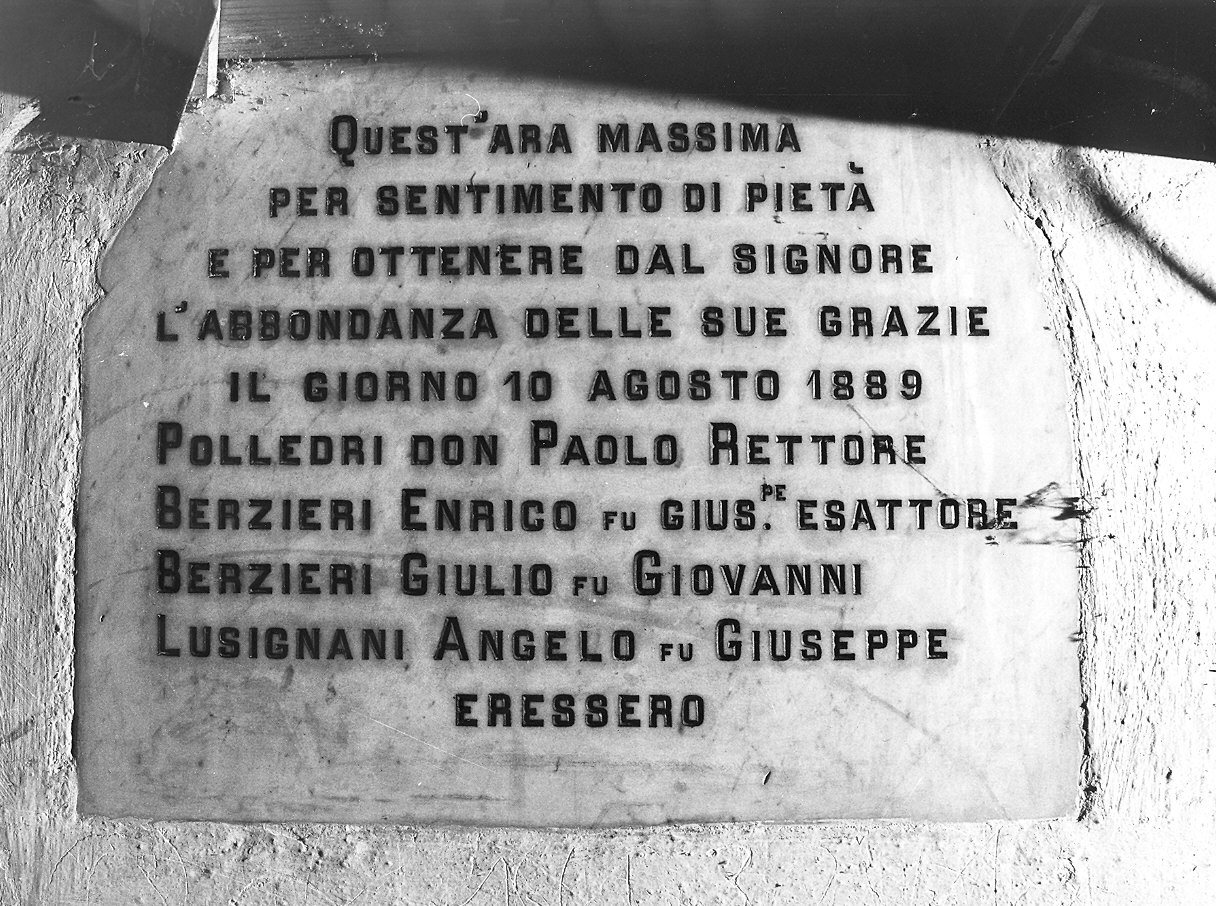 QUEST'ARA MASSIMA
PER SENTIMENTO DI PIETÀ
E PER OTTENERE DAL SIGNORE
L'ABBONDANZA DELLE SUE GRAZIE
IL GIORNO 10 AGOSTO 1889
POLLEDRI DON PAOLO RETTORE
BERZIERI ENRICO FU GIUS.PE ESATTORE
BERZIERI GIULIO FU GIOVANNI
LUSIGNANI ANGELO FU GIUSEPPE
ERESSERO